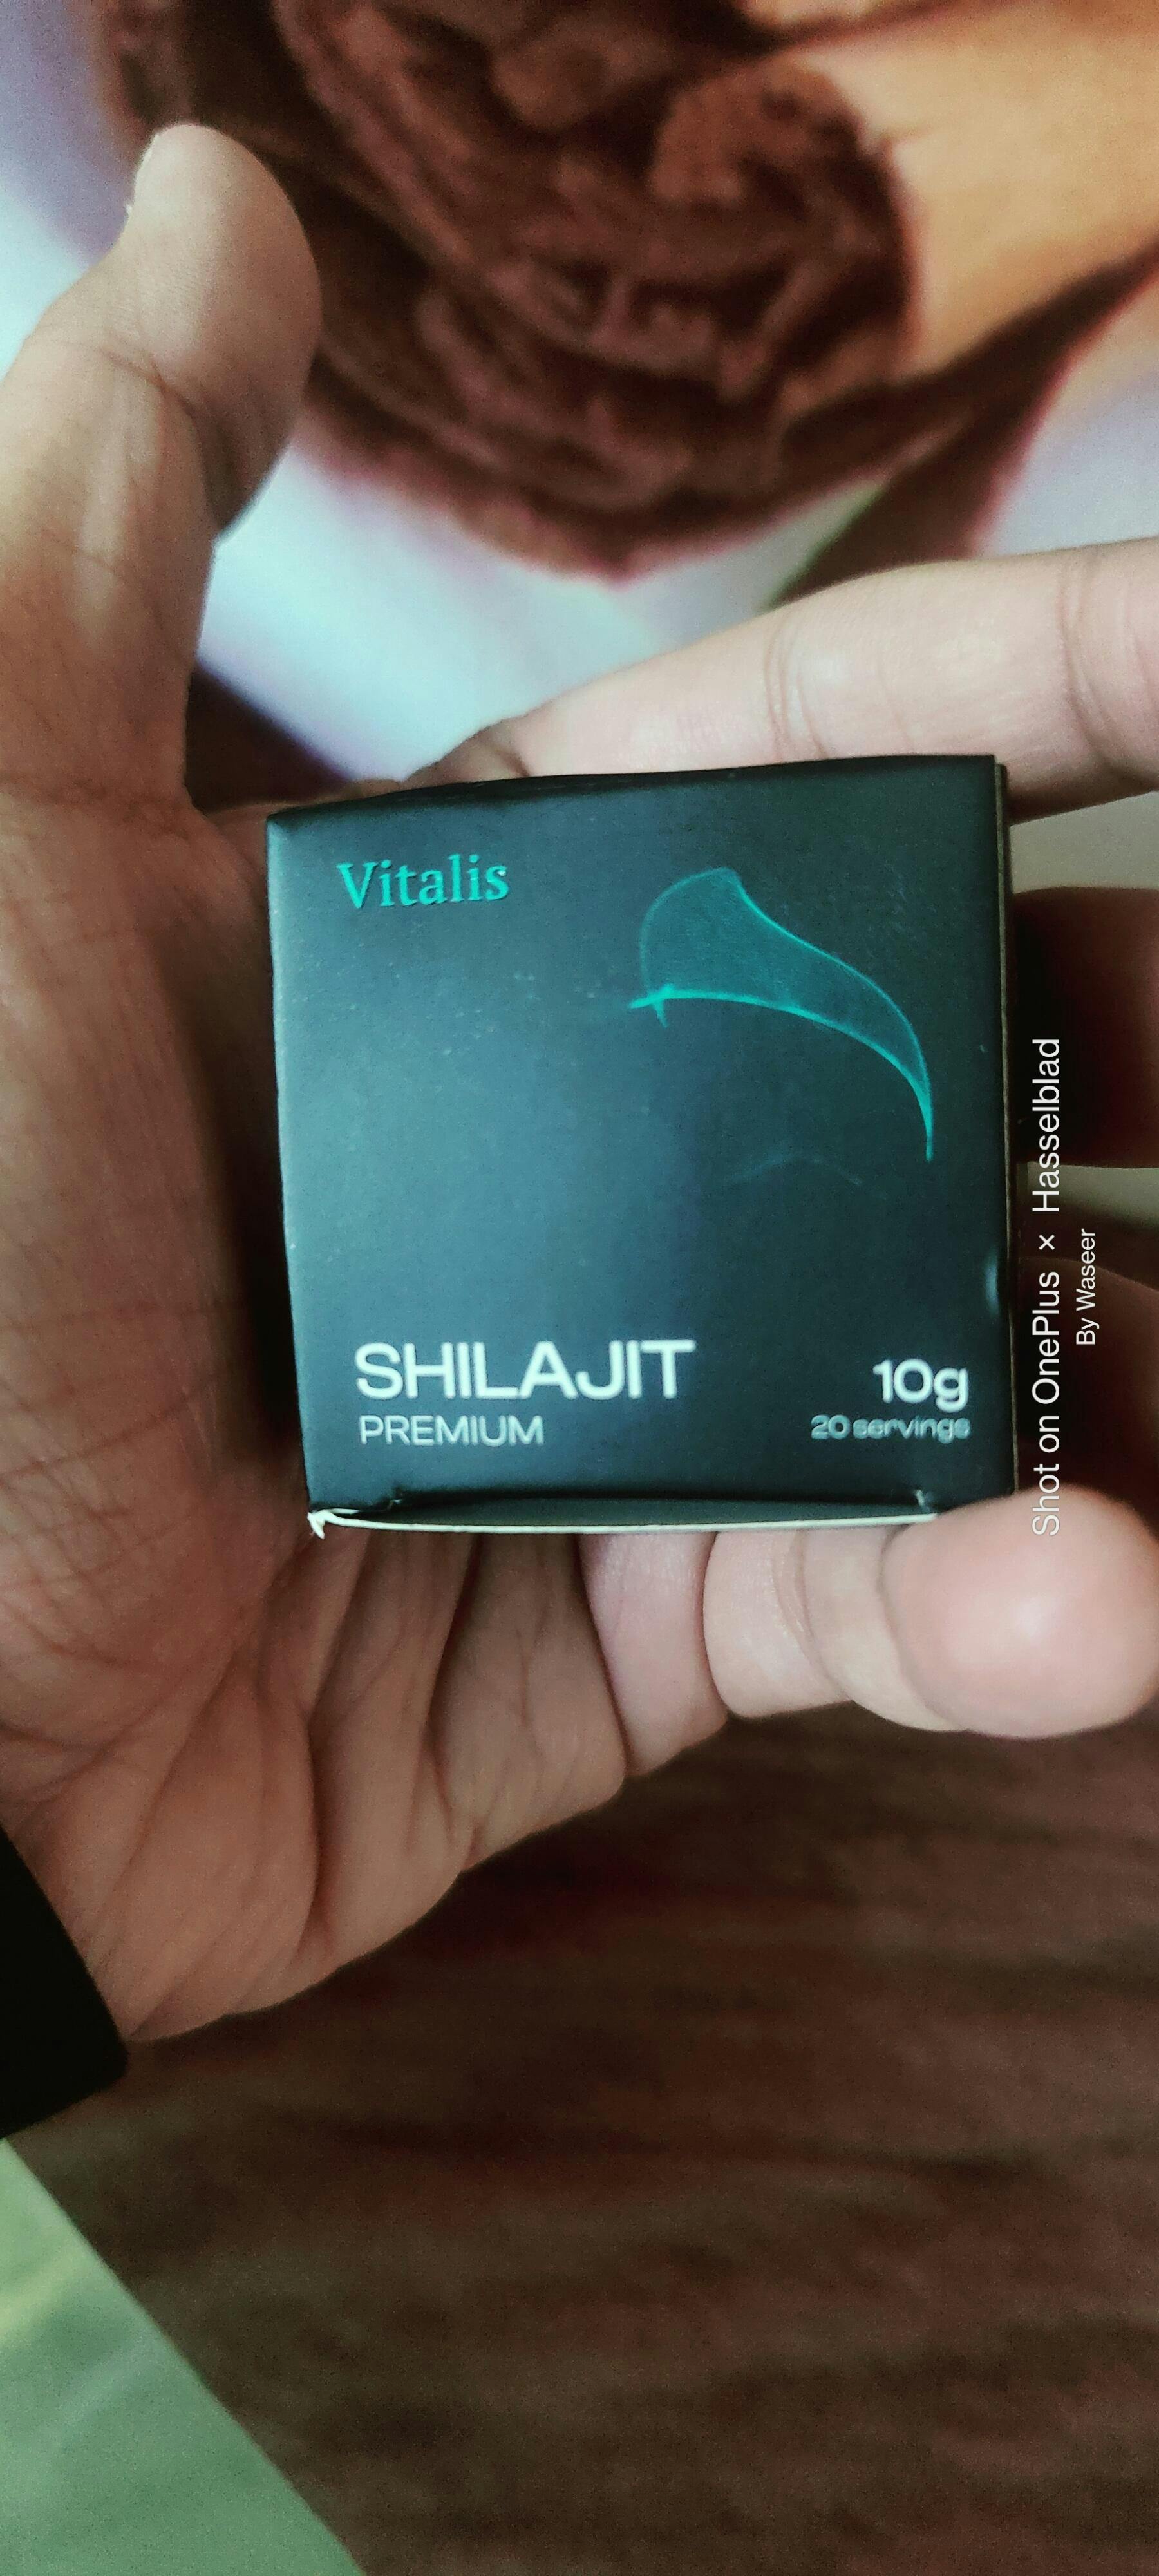 Vitalis
SHILAJIT
PREMIUM
10g
20 servings
Shot on OnePlus × Hasselblad
By Waseer